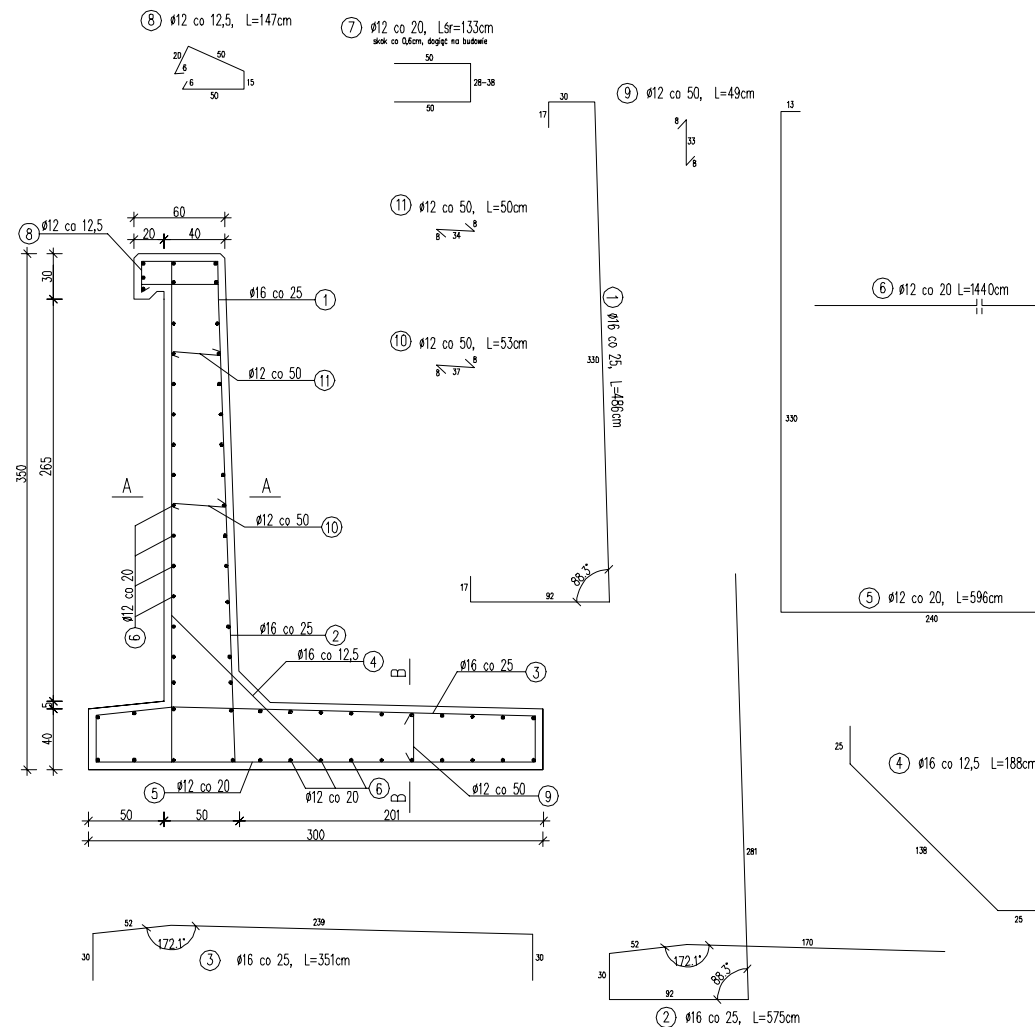 8 ø12 co 12,5, L=147cm
20
50
6
6
15
50
7 ø12 co 20, Lśr=133cm
skok co 0,6cm, dogiąć na budowie
50
28-38
50
9 ø12 co 50, L=49cm
8
33
8
30
17
330
1 ø16 co 25, L=486cm
88.3°
17
92
13
330
5 ø12 co 20, L=596cm
240
6 ø12 co 20 L=1440cm
11 ø12 co 50, L=50cm
8
34
8
10 ø12 co 50, L=53cm
8
37
8
60
20
40
8 ø12 co 12,5
30
265
350
5
40
ø16 co 25 1
ø12 co 50 11
A
A
ø12 co 50 10
ø12 co 20
6
ø16 co 25 2
ø16 co 12,5 4
B
ø16 co 25 3
ø12 co 20
5
ø12 co 20
6
B
ø12 co 50
9
50
50
201
300
52
239
172.1°
30
30
3 ø16 co 25, L=351cm
281
52
170
172.1°
30
88.3°
92
2 ø16 co 25, L=575cm
25
4 ø16 co 12,5 L=188cm
138
25